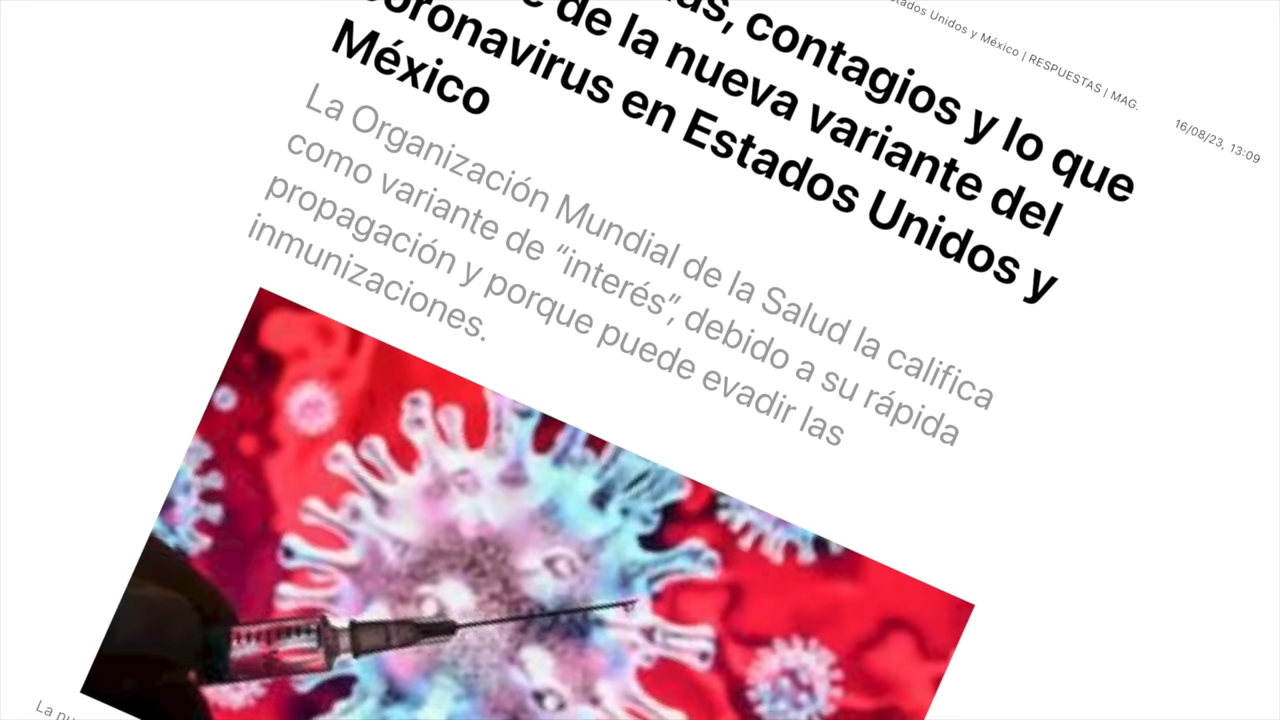 tados Unidos y México | RESPUESTAS | MAG.
16/08/23, 13:09
contagios y lo que
de la nueva variante del
coronavirus en Estados Unidos y
México
La Organización Mundial de la Salud la califica
como variante de “interés”, debido a su rápida
propagación y porque puede evadir las
inmunizaciones.
La